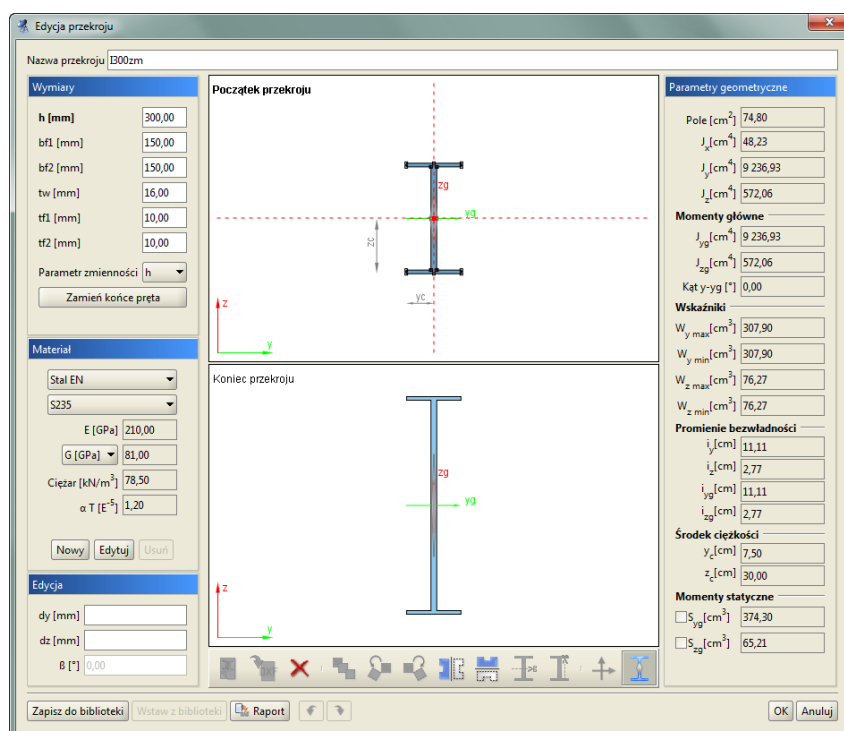 Edycja przekroju
Nazwa przekroju I300zm
Wymiary
h [mm] 300,00
bf1 [mm] 150,00
bf2 [mm] 150,00
tw [mm] 16,00
tf1 [mm] 10,00
tf2 [mm] 10,00
Parametr zmienności h
Zamień końce pręta
Materiał
Stal EN
S235
E [GPa] 210,00
G [GPa] 81,00
Ciężar [kN/m³] 78,50
α T [E⁻⁵] 1,20
Nowy Edytuj Usuń
Edycja
dy [mm]
dz [mm]
ß [°] 0,00
Początek przekroju
zg
yg
zc
yc
z
y
Koniec przekroju
zg
yg
z
y
DXF
Parametry geometryczne
Pole [cm²] 74,80
Jx[cm⁴] 48,23
Jy[cm⁴] 9 236,93
Jz[cm⁴] 572,06
Momenty główne
Jyg[cm⁴] 9 236,93
Jzg[cm⁴] 572,06
Kąt y-yg [°] 0,00
Wskaźniki
Wy max[cm³] 307,90
Wy min[cm³] 307,90
Wz max[cm³] 76,27
Wz min[cm³] 76,27
Promienie bezwładności
iy[cm] 11,11
iz[cm] 2,77
iyg[cm] 11,11
izg[cm] 2,77
Środek ciężkości
yc[cm] 7,50
zc[cm] 30,00
Momenty statyczne
Syg[cm³] 374,30
Szg[cm³] 65,21
Zapisz do biblioteki Wstaw z biblioteki Raport OK Anuluj